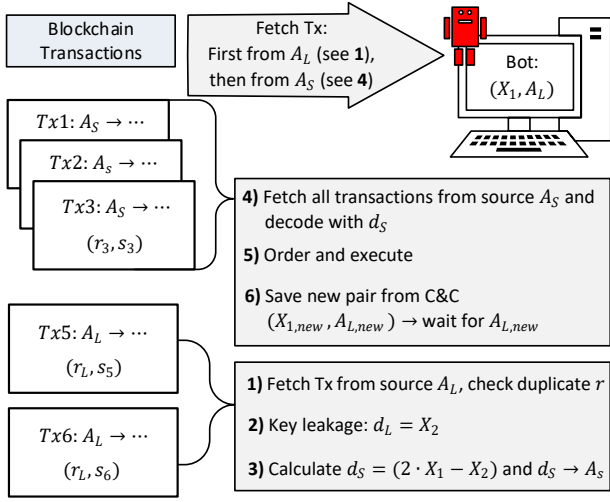 Blockchain
Transactions
Fetch Tx:
First from A_L (see 1),
then from A_S (see 4)
Bot:
(X_1, A_L)
Tx1: A_S → ⋯
Tx2: A_s → ⋯
Tx3: A_S → ⋯
(r_3, s_3)
4) Fetch all transactions from source A_S and
decode with d_S
5) Order and execute
6) Save new pair from C&C
(X_{1,new}, A_{L,new}) → wait for A_{L,new}
Tx5: A_L → ⋯
(r_L, s_5)
Tx6: A_L → ⋯
(r_L, s_6)
1) Fetch Tx from source A_L, check duplicate r
2) Key leakage: d_L = X_2
3) Calculate d_S = (2 · X_1 − X_2) and d_S → A_s